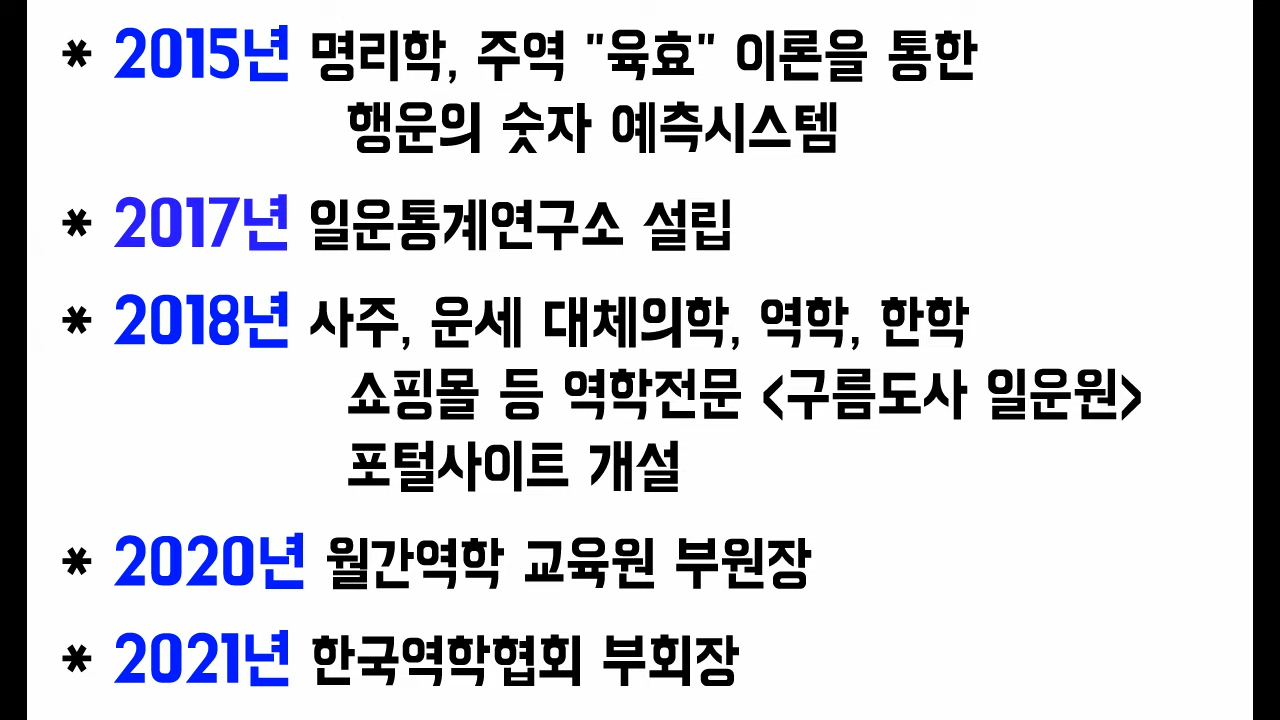 * 2015년 명리학, 주역 "육효" 이론을 통한
행운의 숫자 예측시스템
* 2017년 일운통계연구소 설립
* 2018년 사주, 운세 대체의학, 역학, 한학
쇼핑몰 등 역학전문 <구름도사 일운원>
포털사이트 개설
* 2020년 월간역학 교육원 부원장
* 2021년 한국역학협회 부회장